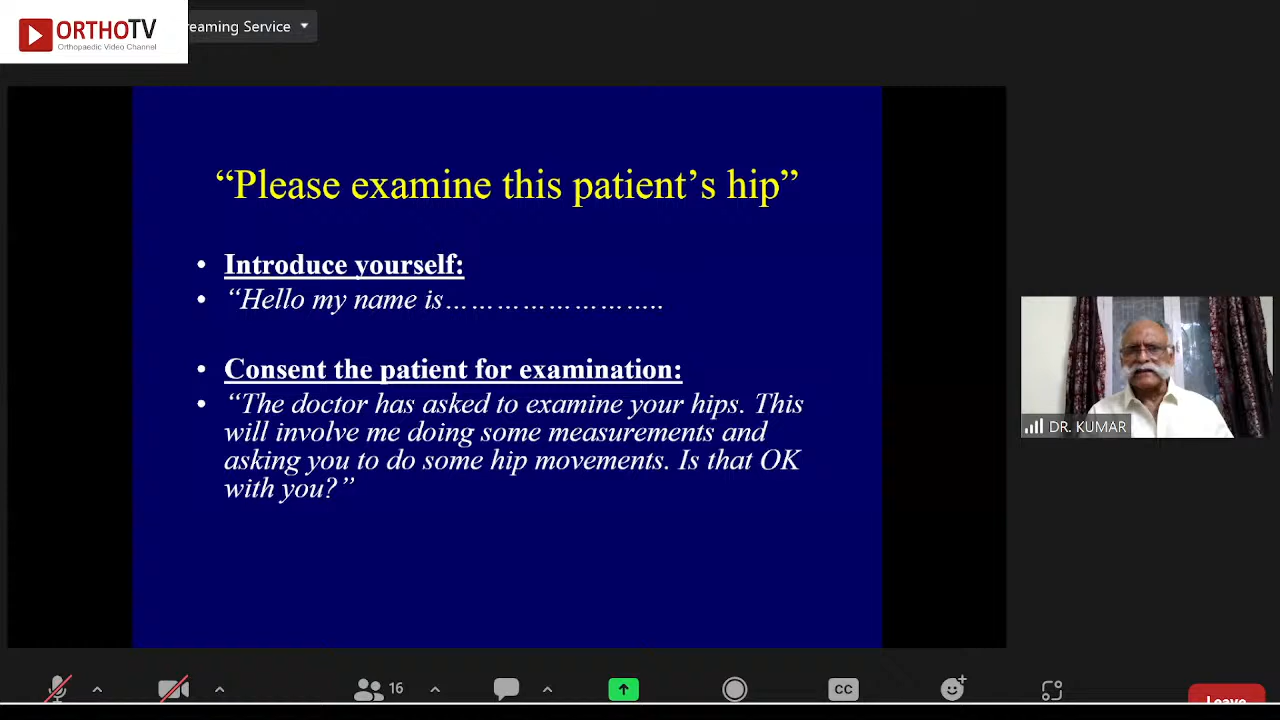 ORTHOTV
Orthopaedic Video Channel
reaming Service
“Please examine this patient’s hip”
• Introduce yourself:
• “Hello my name is……………………..
• Consent the patient for examination:
• “The doctor has asked to examine your hips. This
will involve me doing some measurements and
asking you to do some hip movements. Is that OK
with you?”
DR. KUMAR
16
CC
Leave